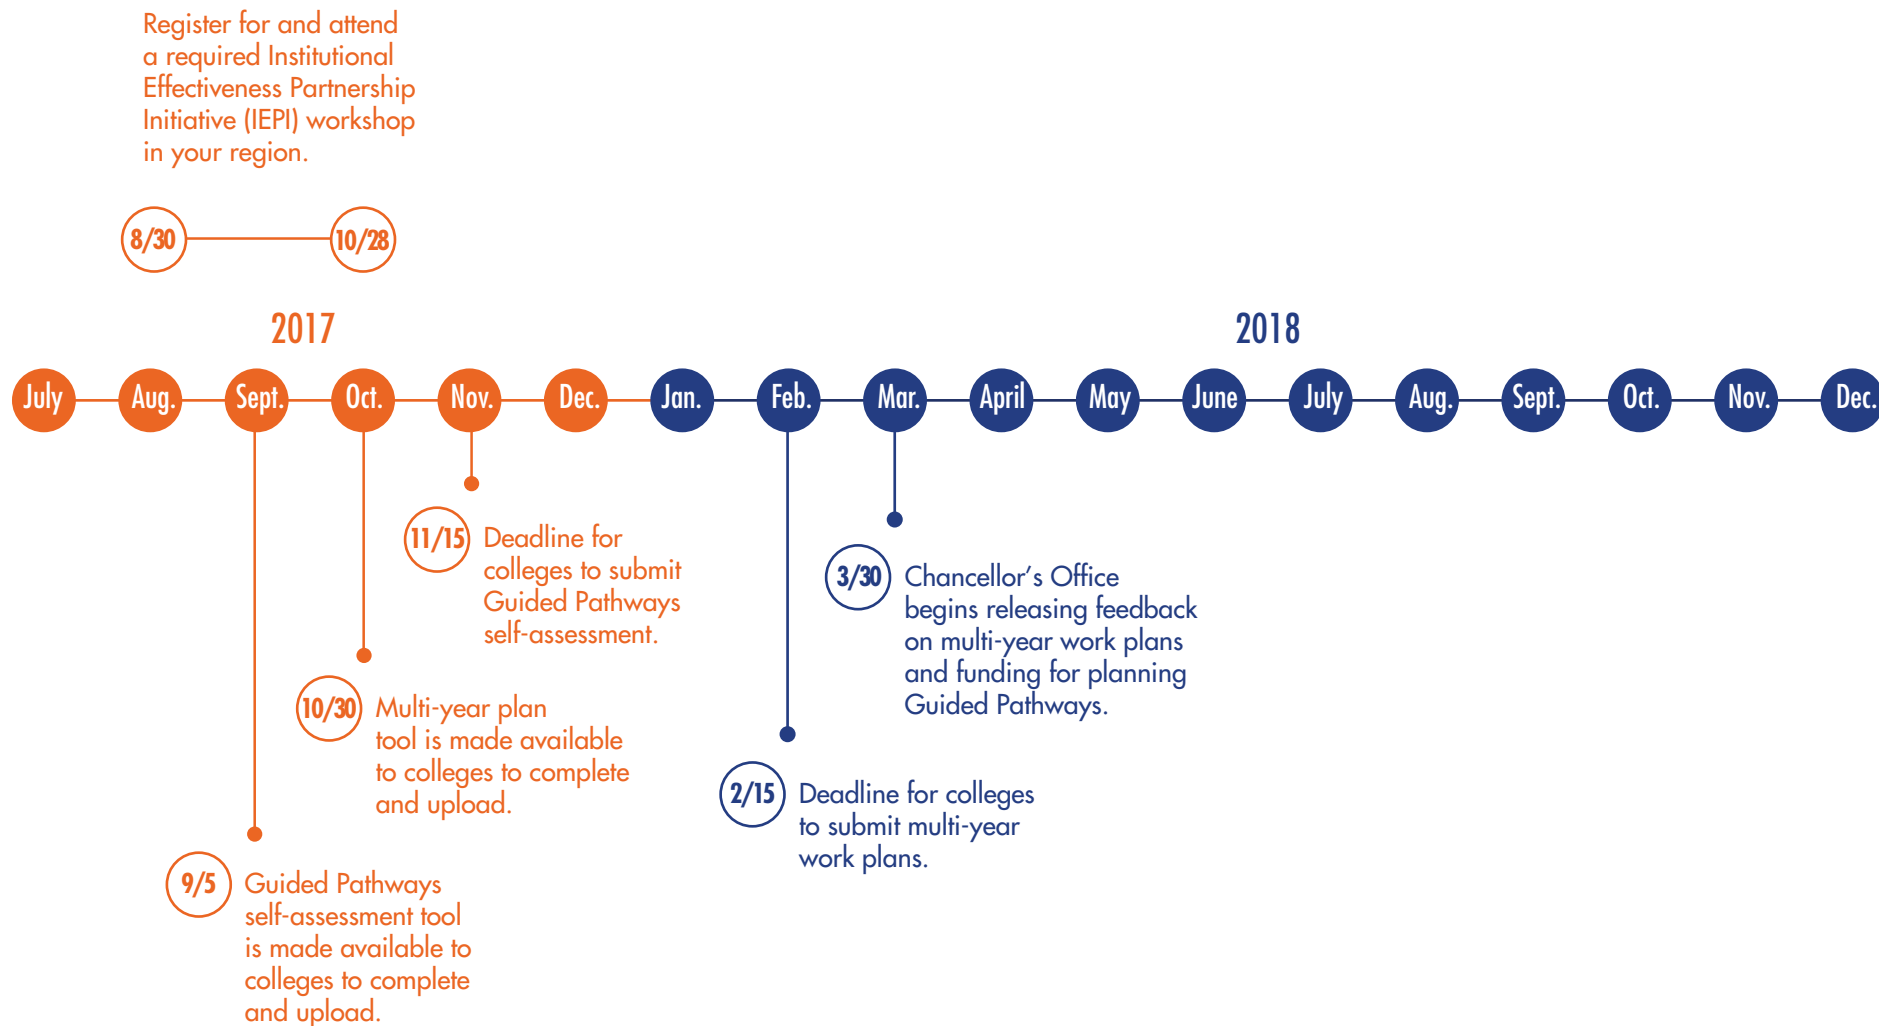 Register for and attend
a required Institutional
Effectiveness Partnership
Initiative (IEPI) workshop
in your region.
8/30
10/28
2017
2018
July
Aug.
Sept.
Oct.
Nov.
Dec.
Jan.
Feb.
Mar.
April
May
June
July
Aug.
Sept.
Oct.
Nov.
Dec.
11/15
Deadline for
colleges to submit
Guided Pathways
self-assessment.
3/30
Chancellor's Office
begins releasing feedback
on multi-year work plans
and funding for planning
Guided Pathways.
10/30
Multi-year plan
tool is made available
to colleges to complete
and upload.
2/15
Deadline for colleges
to submit multi-year
work plans.
9/5
Guided Pathways
self-assessment tool
is made available to
colleges to complete
and upload.